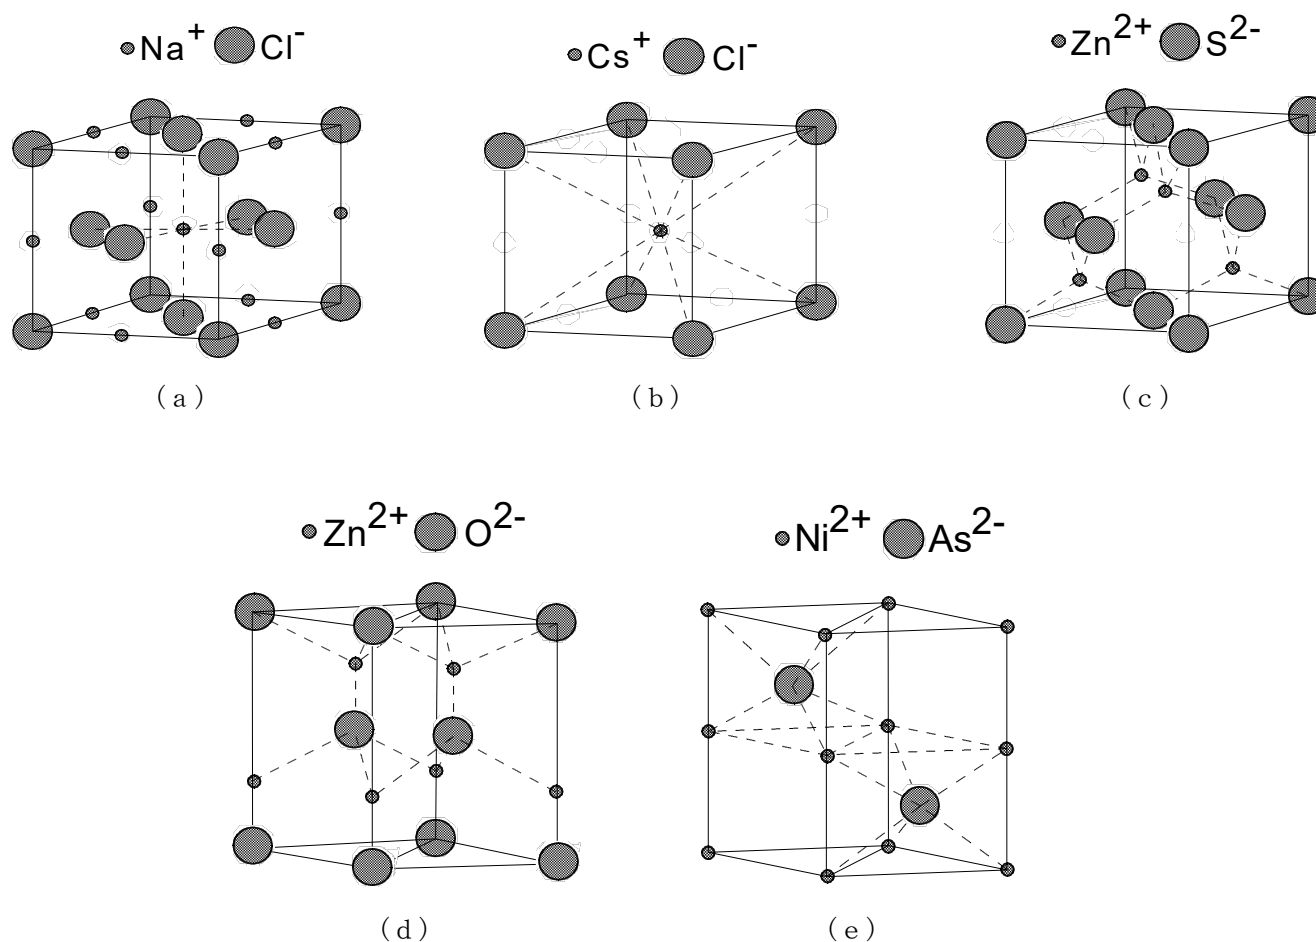 Na+ Cl-
Cs+ Cl-
Zn2+ S2-
(a)
(b)
(c)
Zn2+ O2-
Ni2+ As2-
(d)
(e)